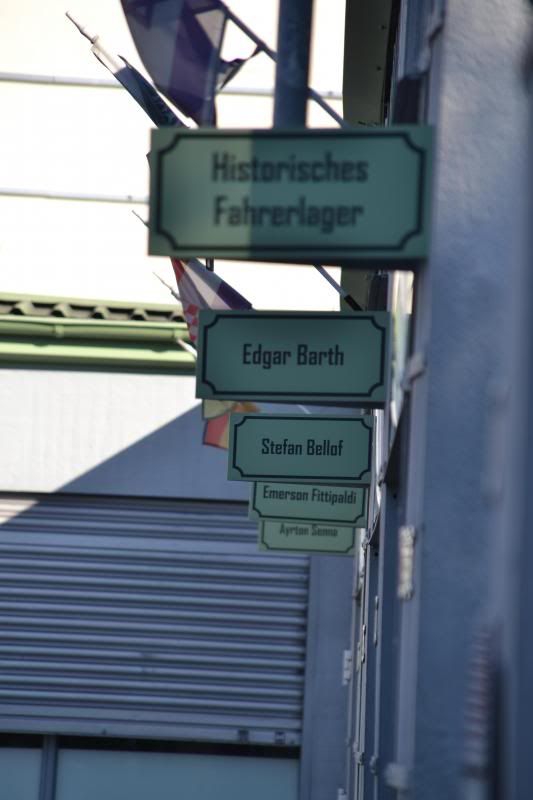 Historisches
Fahrerlager
Edgar Barth
Stefan Bellof
Emerson Fittipaldi
Ayrton Senna